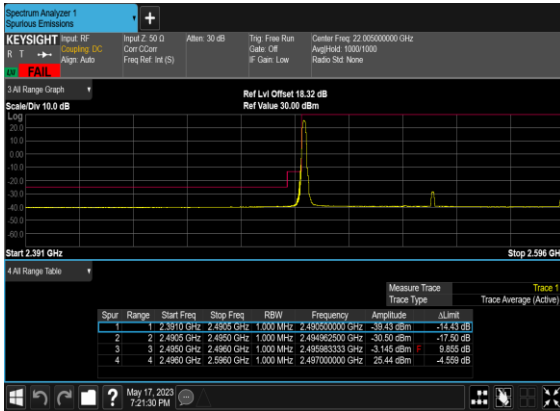 Spectrum Analyzer 1
Spurious Emissions
+
KEYSIGHT Input: RF Input Z: 50 Ω Atten: 30 dB Trig: Free Run Center Freq: 22.005000000 GHz
R T Coupling: DC Corr CCorr Gate: Off Avg|Hold: 1000/1000
Align: Auto Freq Ref: Int (S) IF Gain: Low Radio Std: None
FAIL
3 All Range Graph
Ref Lvl Offset 18.32 dB
Scale/Div 10.0 dB Ref Value 30.00 dBm
Log
20.0
10.0
0.00
-10.0
-20.0
-30.0
-40.0
-50.0
-60.0
Start 2.391 GHz Stop 2.596 GH
4 All Range Table
Measure Trace Trace 1
Trace Type Trace Average (Active)
Spur Range Start Freq Stop Freq RBW Frequency Amplitude ΔLimit
1 1 2.3910 GHz 2.4905 GHz 1.000 MHz 2.490500000 GHz -39.43 dBm -14.43 dB
2 2 2.4905 GHz 2.4950 GHz 1.000 MHz 2.494962500 GHz -30.50 dBm -17.50 dB
3 3 2.4950 GHz 2.4960 GHz 1.000 MHz 2.495983333 GHz -3.145 dBm F 9.855 dB
4 4 2.4960 GHz 2.5960 GHz 1.000 MHz 2.497000000 GHz 25.44 dBm -4.559 dB
? May 17, 2023
7:21:30 PM